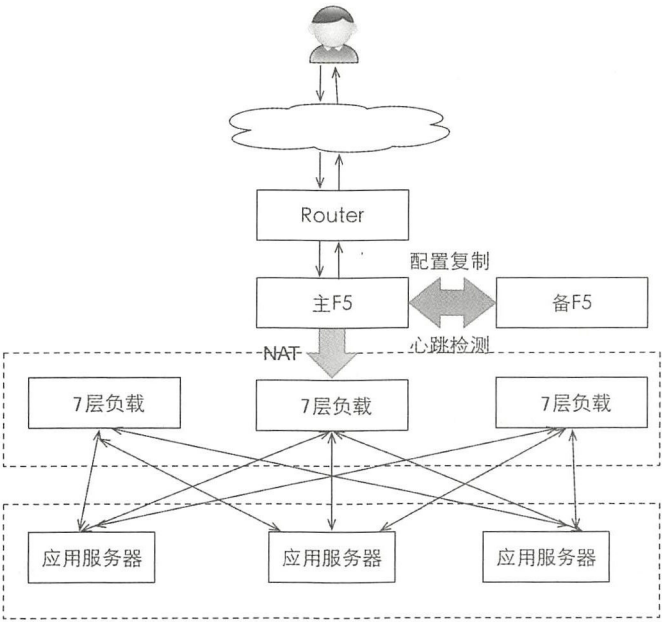 Router
配置复制
主F5
备F5
心跳检测
NAT
7层负载
7层负载
7层负载
应用服务器
应用服务器
应用服务器